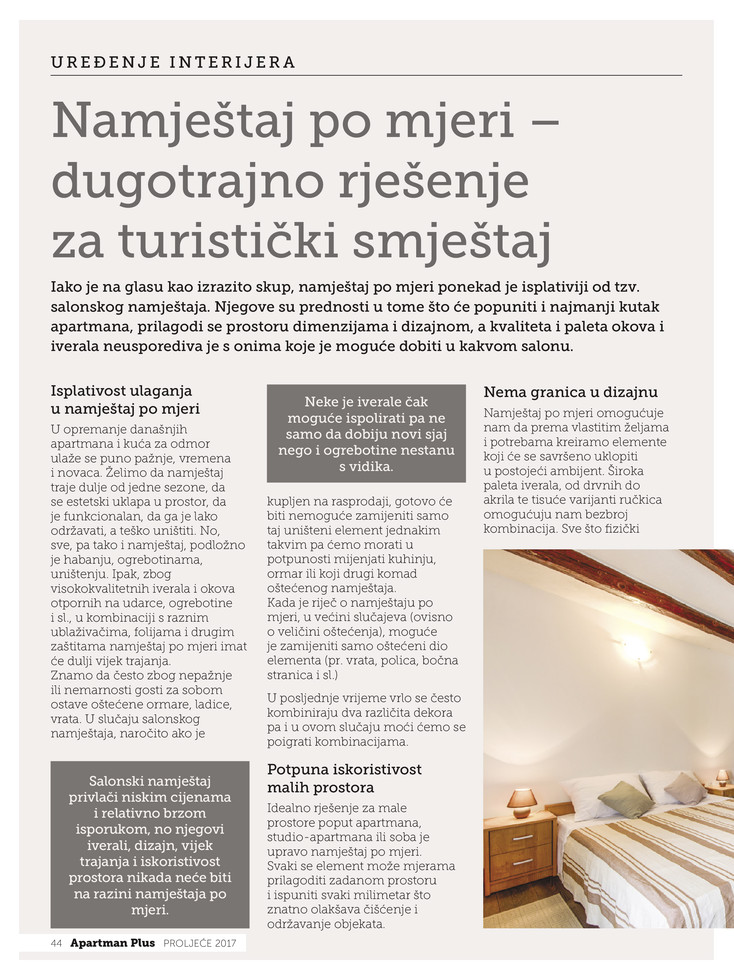 UREĐENJE INTERIJERA
Namještaj po mjeri –
dugotrajno rješenje
za turistički smještaj
Iako je na glasu kao izrazito skup, namještaj po mjeri ponekad je isplativiji od tzv.
salonskog namještaja. Njegove su prednosti u tome što će popuniti i najmanji kutak
apartmana, prilagodi se prostoru dimenzijama i dizajnom, a kvaliteta i paleta okova i
iverala neusporediva je s onima koje je moguće dobiti u kakvom salonu.
Isplativost ulaganja
u namještaj po mjeri
U opremanje današnjih
apartmana i kuća za odmor
ulaže se puno pažnje, vremena
i novaca. Želimo da namještaj
traje dulje od jedne sezone, da
se estetski uklapa u prostor, da
je funkcionalan, da ga je lako
održavati, a teško uništiti. No,
sve, pa tako i namještaj, podložno
je habanju, ogrebotinama,
uništenju. Ipak, zbog
visokokvalitetnih iverala i okova
otpornih na udarce, ogrebotine
i sl., u kombinaciji s raznim
ublaživačima, folijama i drugim
zaštitama namještaj po mjeri imat
će dulji vijek trajanja.
Znamo da često zbog nepažnje
ili nemarnosti gosti za sobom
ostave oštećene ormare, ladice,
vrata. U slučaju salonskog
namještaja, naročito ako je
Salonski namještaj
privlači niskim cijenama
i relativno brzom
isporukom, no njegovi
iverali, dizajn, vijek
trajanja i iskoristivost
prostora nikada neće biti
na razini namještaja po
mjeri.
Neke je iverale čak
moguće ispolirati pa ne
samo da dobiju novi sjaj
nego i ogrebotine nestanu
s vidika.
kupljen na rasprodaji, gotovo će
biti nemoguće zamijeniti samo
taj uništeni element jednakim
takvim pa ćemo morati u
potpunosti mijenjati kuhinju,
ormar ili koji drugi komad
oštećenog namještaja.
Kada je riječ o namještaju po
mjeri, u većini slučajeva (ovisno
o veličini oštećenja), moguće
je zamijeniti samo oštećeni dio
elementa (pr. vrata, polica, bočna
stranica i sl.)
U posljednje vrijeme vrlo se često
kombiniraju dva različita dekora
pa i u ovom slučaju moći ćemo se
poigrati kombinacijama.
Potpuna iskoristivost
malih prostora
Idealno rješenje za male
prostore poput apartmana,
studio-apartmana ili soba je
upravo namještaj po mjeri.
Svaki se element može mjerama
prilagoditi zadanom prostoru
i ispuniti svaki milimetar što
znatno olakšava čišćenje i
održavanje objekata.
Nema granica u dizajnu
Namještaj po mjeri omogućuje
nam da prema vlastitim željama
i potrebama kreiramo elemente
koji će se savršeno uklopiti
u postojeći ambijent. Široka
paleta iverala, od drvnih do
akrila te tisuće varijanti ručkica
omogućuju nam bezbroj
kombinacija. Sve što fizički
44 Apartman Plus PROLJEĆE 2017